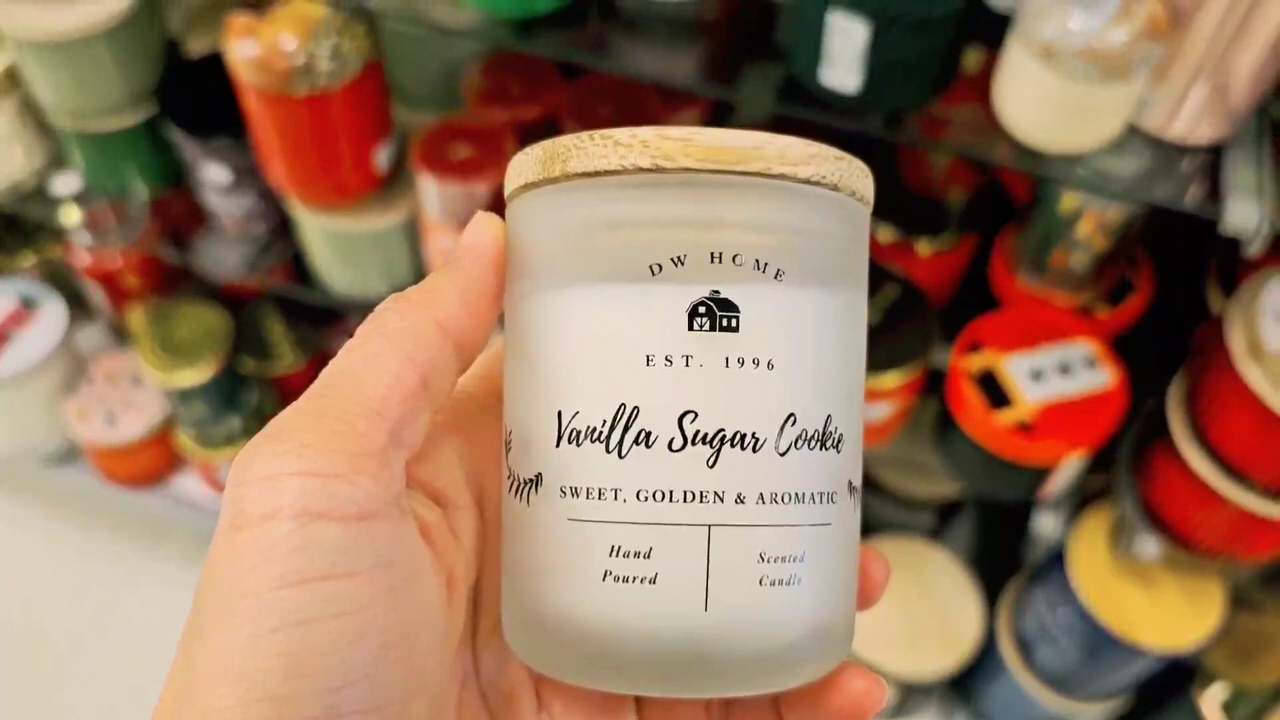 DW HOME
EST. 1996
Vanilla Sugar Cookie
SWEET, GOLDEN & AROMATIC
Hand
Poured
Scented
Candle